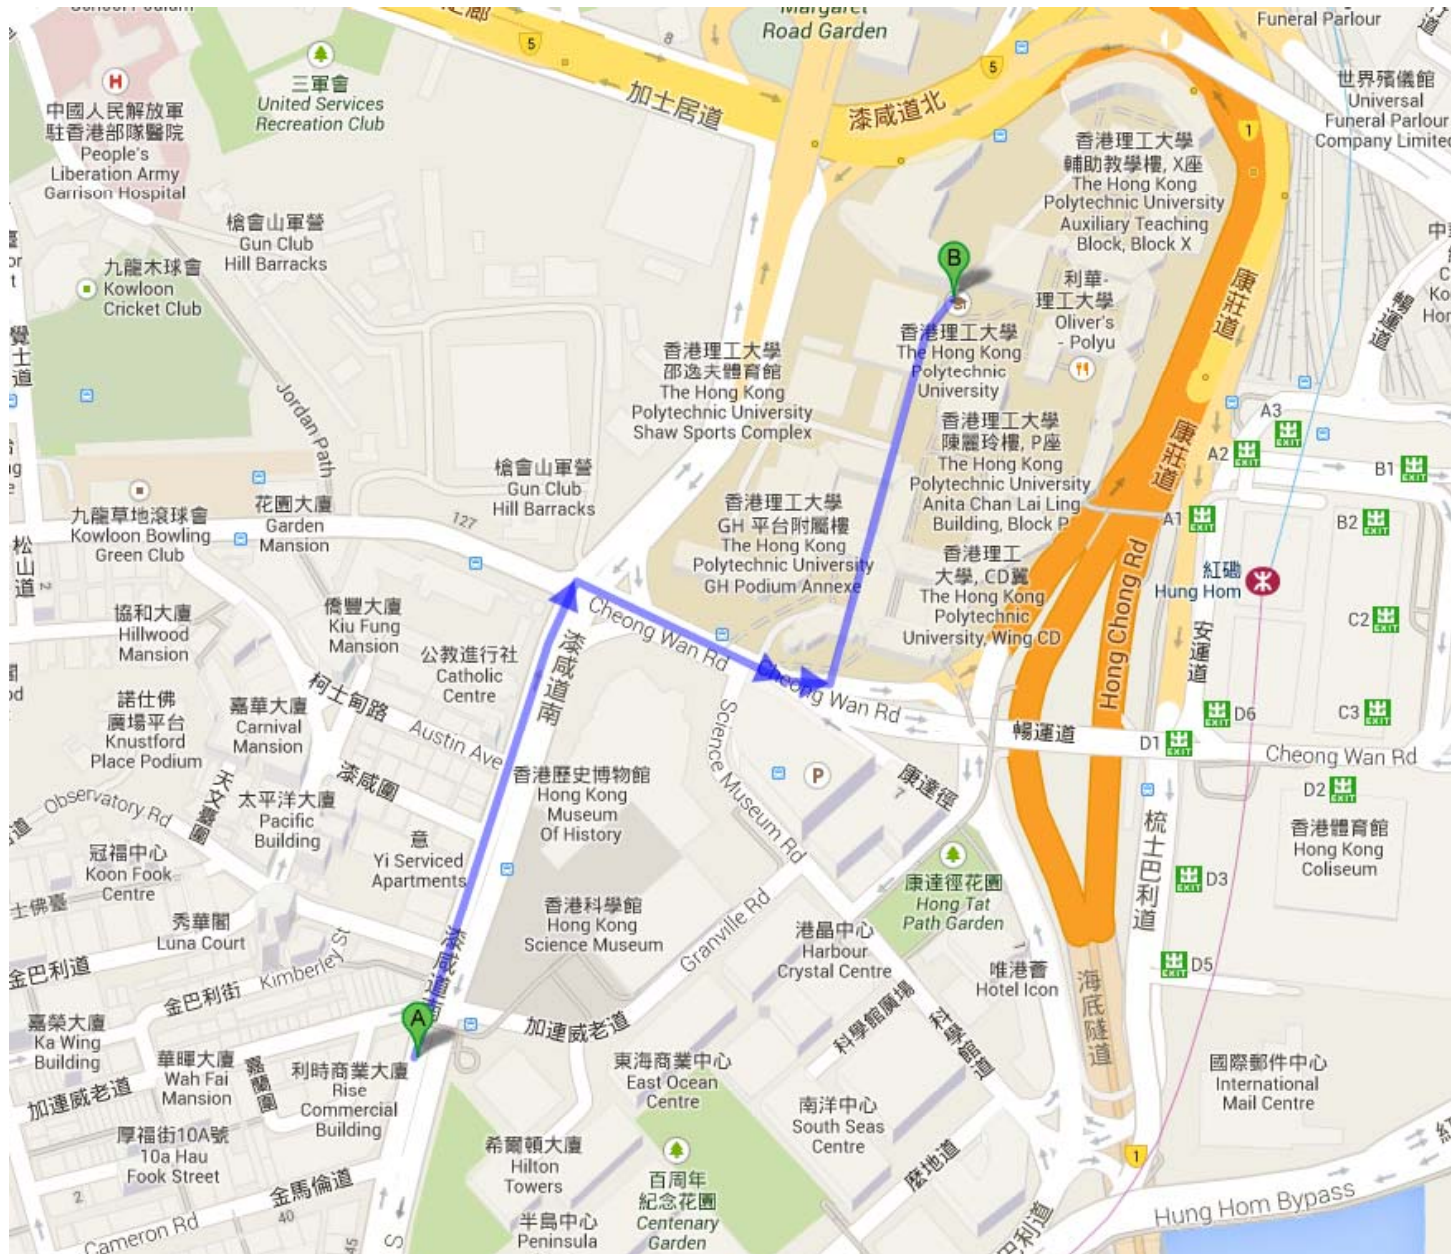 Margaret
Road Garden
Funeral Parlour
5
8
5
1
三軍會
United Services
Recreation Club
H
中國人民解放軍
駐香港部隊醫院
People's
Liberation Army
Garrison Hospital
加士居道
漆咸道北
世界殯儀館
Universal
Funeral Parlour
Company Limited
香港理工大學
輔助教學樓, X座
The Hong Kong
Polytechnic University
Auxiliary Teaching
Block, Block X
槍會山軍營
Gun Club
Hill Barracks
九龍木球會
Kowloon
Cricket Club
B
利華-
理工大學
Oliver's
- Polyu
康莊道
暢運道
香港理工大學
The Hong Kong
Polytechnic
University
香港理工大學
邵逸夫體育館
The Hong Kong
Polytechnic University
Shaw Sports Complex
覺士道
Jordan Path
香港理工大學
陳麗玲樓, P座
The Hong Kong
Polytechnic University
Anita Chan Lai Ling
Building, Block P
康莊道
A3
A2
B1
A1
B2
EXIT
槍會山軍營
Gun Club
Hill Barracks
127
花園大廈
Garden
Mansion
九龍草地滾球會
Kowloon Bowling
Green Club
松山道
2
香港理工大學
GH 平台附屬樓
The Hong Kong
Polytechnic University
GH Podium Annexe
香港理工
大學, CD翼
The Hong Kong
Polytechnic
University, Wing CD
Hong Chong Rd
紅磡
Hung Hom
安運道
C2
C3
協和大廈
Hillwood
Mansion
僑豐大廈
Kiu Fung
Mansion
公教進行社
Catholic
Centre
漆咸道南
Cheong Wan Rd
Cheong Wan Rd
暢運道
D6
D1
Cheong Wan Rd
D2
諾仕佛
廣場平台
Knustford
Place Podium
嘉華大廈
Carnival
Mansion
柯士甸路
Austin Ave
漆咸圍
天文臺圍
Observatory Rd
太平洋大廈
Pacific
Building
香港歷史博物館
Hong Kong
Museum
Of History
Science Museum Rd
P
康達徑
7
梳士巴利道
香港體育館
Hong Kong
Coliseum
冠福中心
Koon Fook
Centre
意
Yi Serviced
Apartments
香港科學館
Hong Kong
Science Museum
Granville Rd
康達徑花園
Hong Tat
Path Garden
D3
D5
秀華閣
Luna Court
金巴利道
金巴利街
Kimberley St
港晶中心
Harbour
Crystal Centre
唯港薈
Hotel Icon
海底隧道
A
嘉榮大廈
Ka Wing
Building
華暉大廈
Wah Fai
Mansion
嘉蘭圍
利時商業大廈
Rise
Commercial
Building
加連威老道
加連威老道
東海商業中心
East Ocean
Centre
科學館廣場
科學館道
南洋中心
South Seas
Centre
國際郵件中心
International
Mail Centre
厚福街10A號
10a Hau
Fook Street
2
金馬倫道
40
Cameron Rd
45
希爾頓大廈
Hilton
Towers
半島中心
Peninsula
百周年
紀念花園
Centenary
Garden
麼地道
1
Hung Hom Bypass